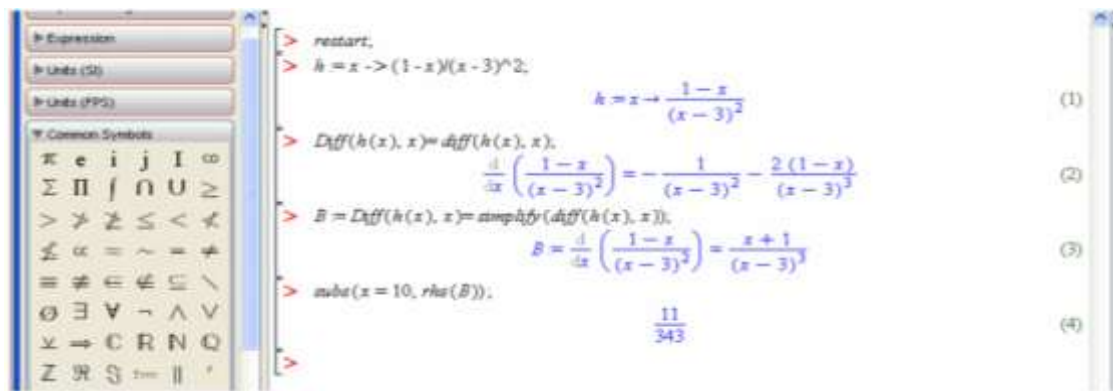 Expression
Units (SI)
Units (FPS)
Common Symbols
π e i j I ∞
Σ Π ∫ ∩ ∪ ≥
> ≯ ≱ ≤ < ≮
≰ ∝ = ~ = ≠
≡ ≢ ∈ ∉ ⊆ \
Ø ∃ ∀ ¬ ∧ ∨
⊻ ⇒ ℂ ℝ ℕ ℚ
ℤ ℜ ℑ ||
> restart;
> h := x -> (1-x)/(x-3)^2;
h := x → (1 − x)/(x − 3)² (1)
> Diff(h(x), x)=diff(h(x), x);
d/dx ((1 − x)/(x − 3)²) = − 1/(x − 3)² − 2 (1 − x)/(x − 3)³ (2)
> B := Diff(h(x), x)=simplify(diff(h(x), x));
B := d/dx ((1 − x)/(x − 3)²) = (x + 1)/(x − 3)³ (3)
> subs(x = 10, rhs(B));
11/343 (4)
>